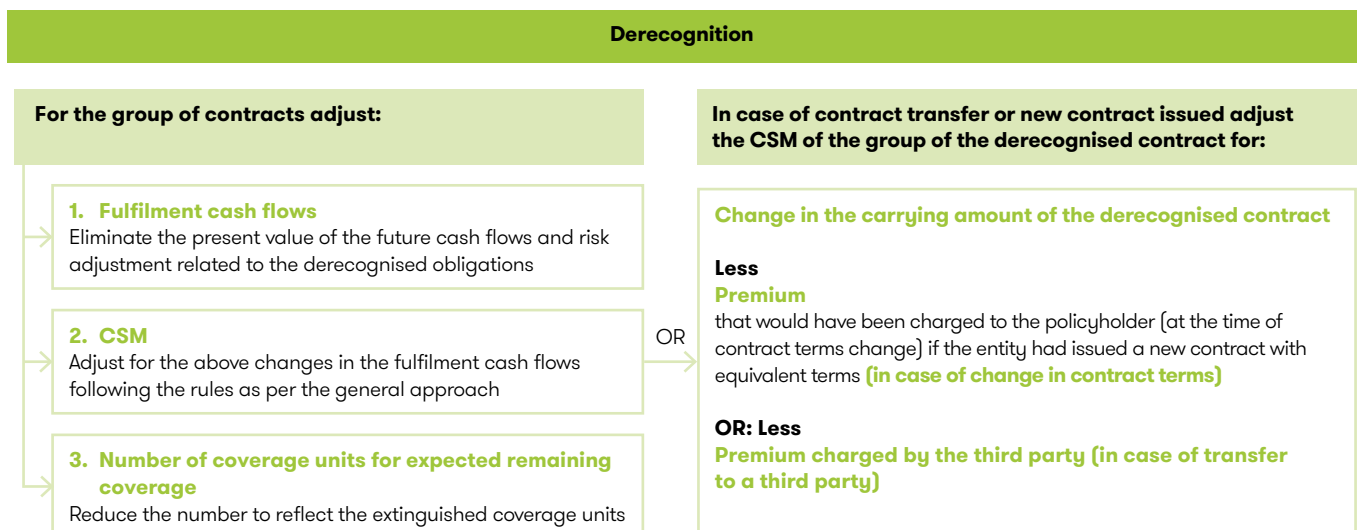 Derecognition
For the group of contracts adjust:
1. Fulfilment cash flows
Eliminate the present value of the future cash flows and risk
adjustment related to the derecognised obligations
2. CSM
Adjust for the above changes in the fulfilment cash flows
following the rules as per the general approach
3. Number of coverage units for expected remaining
coverage
Reduce the number to reflect the extinguished coverage units
OR
In case of contract transfer or new contract issued adjust
the CSM of the group of the derecognised contract for:
Change in the carrying amount of the derecognised contract
Less
Premium
that would have been charged to the policyholder (at the time of
contract terms change) if the entity had issued a new contract with
equivalent terms (in case of change in contract terms)
OR: Less
Premium charged by the third party (in case of transfer
to a third party)